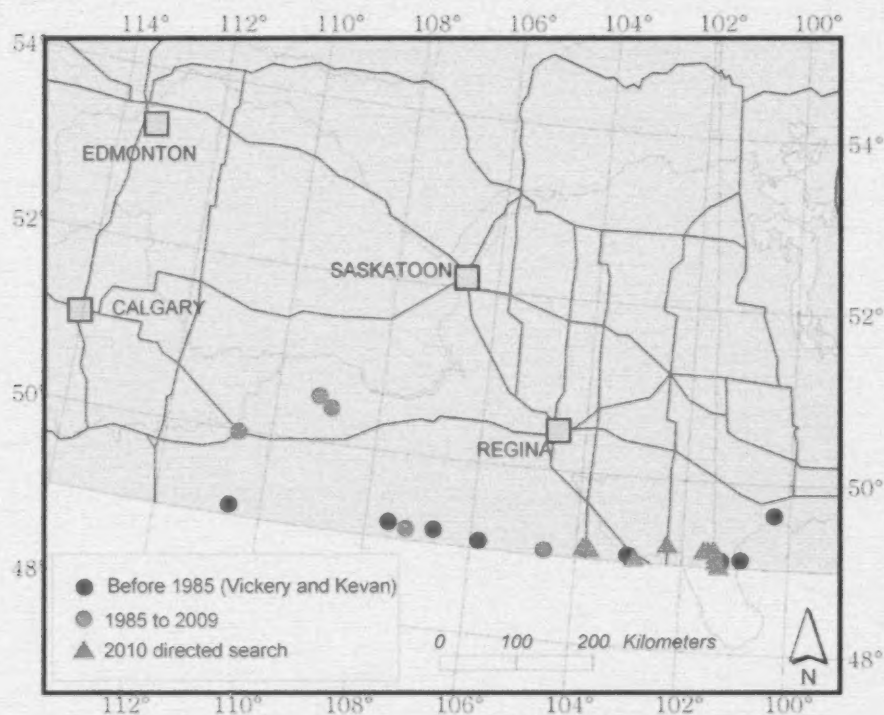 114° 112° 110° 108° 106° 104° 102° 100°
54°
EDMONTON
54°
52°
SASKATOON
CALGARY
52°
50°
REGINA
50°
48°
Before 1985 (Vickery and Kevan)
1985 to 2009
2010 directed search
0 100 200 Kilometers
N
48°
112° 110° 108° 106° 104° 102° 100°